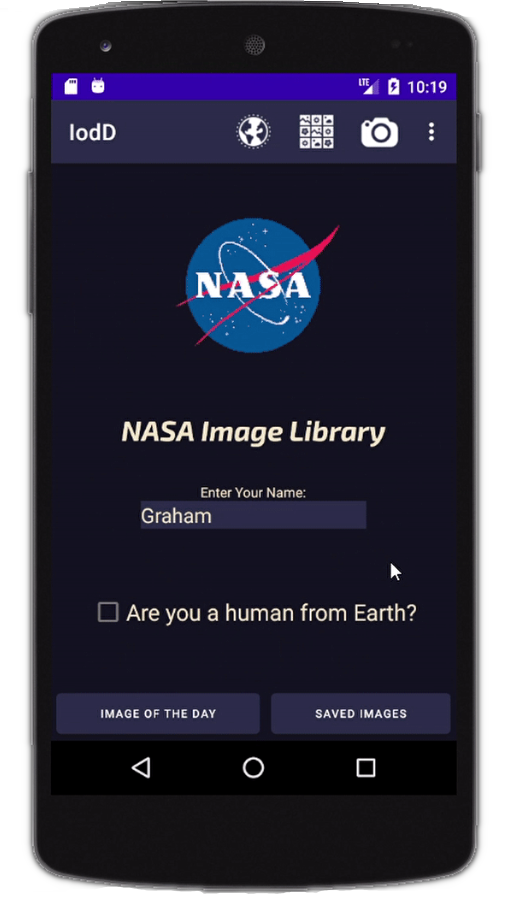 LTE 10:19
IodD
NASA
NASA Image Library
Enter Your Name:
Graham
Are you a human from Earth?
IMAGE OF THE DAY SAVED IMAGES